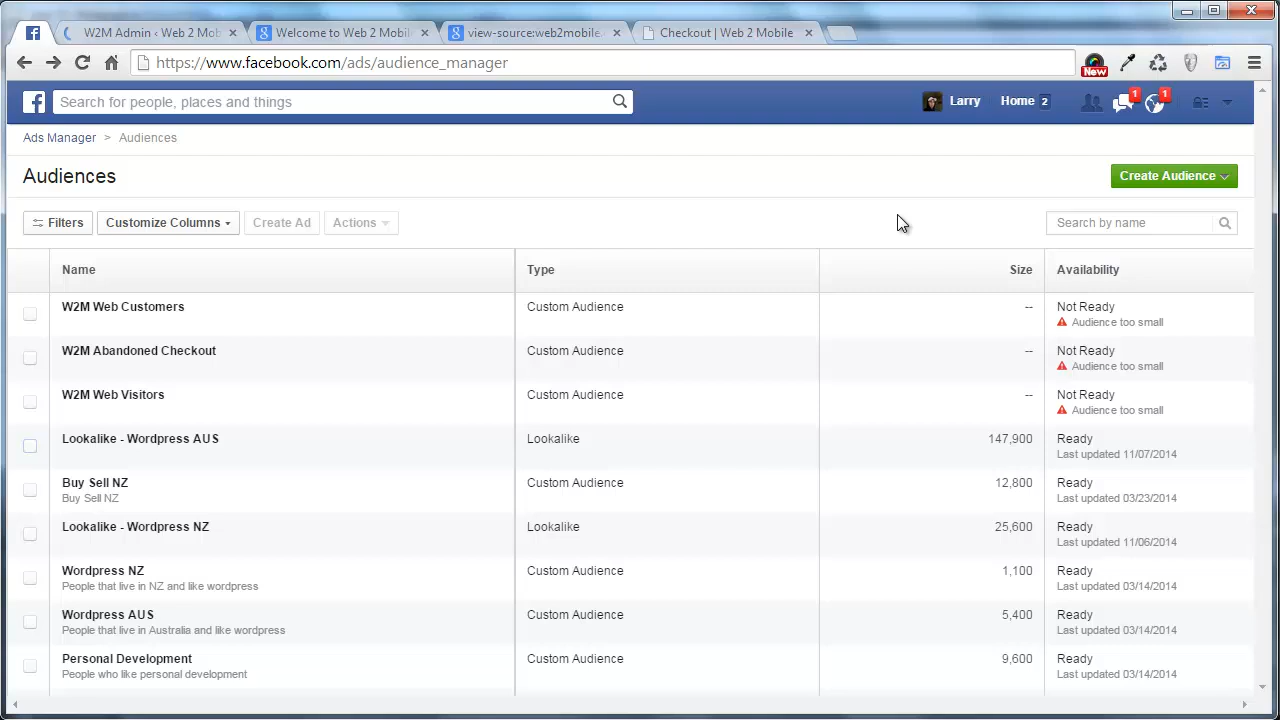 W2M Admin ‹ Web 2 Mob
Welcome to Web 2 Mobil
view-source:web2mobile.
Checkout | Web 2 Mobile
https://www.facebook.com/ads/audience_manager
New
Search for people, places and things
Larry
Home 2
1
1
Ads Manager > Audiences
Audiences
Create Audience
Filters
Customize Columns
Create Ad
Actions
Search by name
Name Type Size Availability
W2M Web Customers Custom Audience -- Not Ready
Audience too small
W2M Abandoned Checkout Custom Audience -- Not Ready
Audience too small
W2M Web Visitors Custom Audience -- Not Ready
Audience too small
Lookalike - Wordpress AUS Lookalike 147,900 Ready
Last updated 11/07/2014
Buy Sell NZ Custom Audience 12,800 Ready
Buy Sell NZ Last updated 03/23/2014
Lookalike - Wordpress NZ Lookalike 25,600 Ready
Last updated 11/06/2014
Wordpress NZ Custom Audience 1,100 Ready
People that live in NZ and like wordpress Last updated 03/14/2014
Wordpress AUS Custom Audience 5,400 Ready
People that live in Australia and like wordpress Last updated 03/14/2014
Personal Development Custom Audience 9,600 Ready
People who like personal development Last updated 03/14/2014